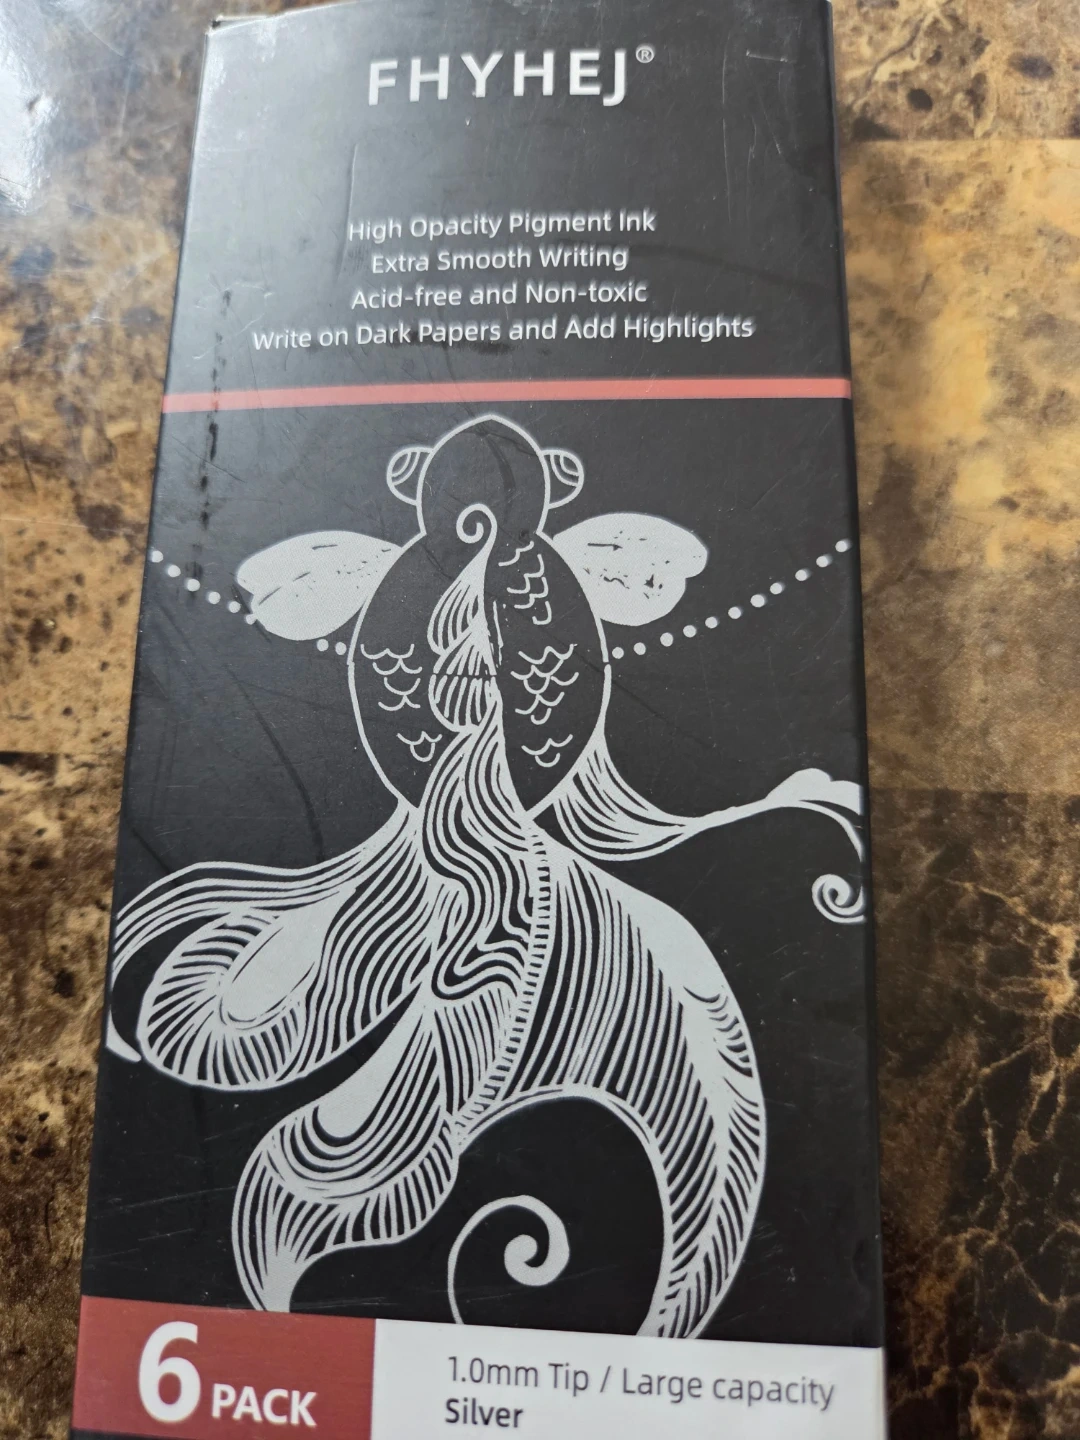 FHYHEJ®
High Opacity Pigment Ink
Extra Smooth Writing
Acid-free and Non-toxic
Write on Dark Papers and Add Highlights
6 PACK
1.0mm Tip / Large capacity
Silver